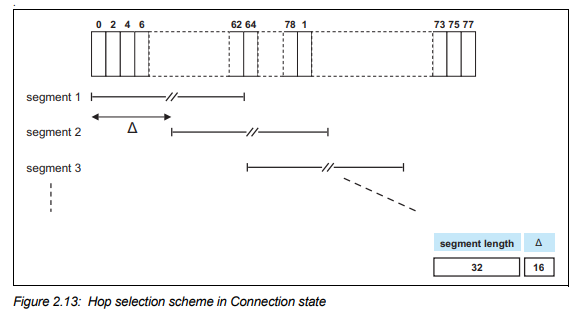 0 2 4 6 62 64 78 1 73 75 77
segment 1
Δ
segment 2
segment 3
segment length Δ
32 16
Figure 2.13: Hop selection scheme in Connection state